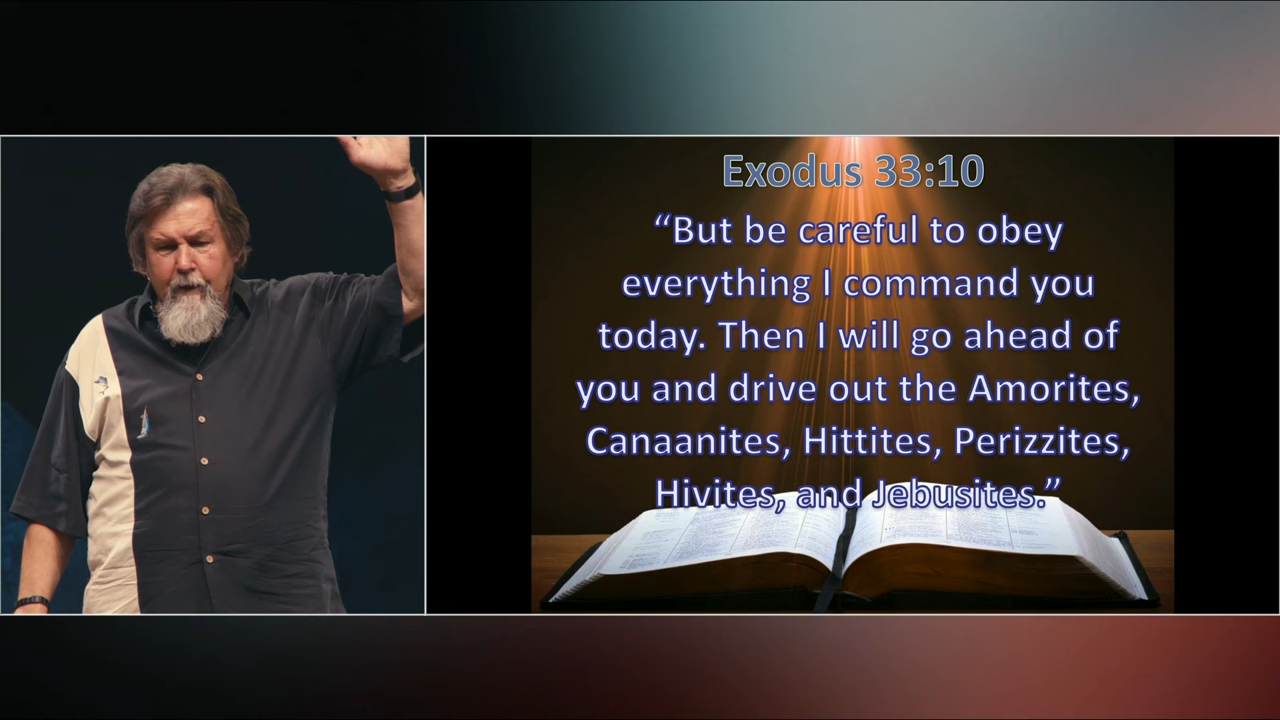 Exodus 33:10
“But be careful to obey
everything I command you
today. Then I will go ahead of
you and drive out the Amorites,
Canaanites, Hittites, Perizzites,
Hivites, and Jebusites.”